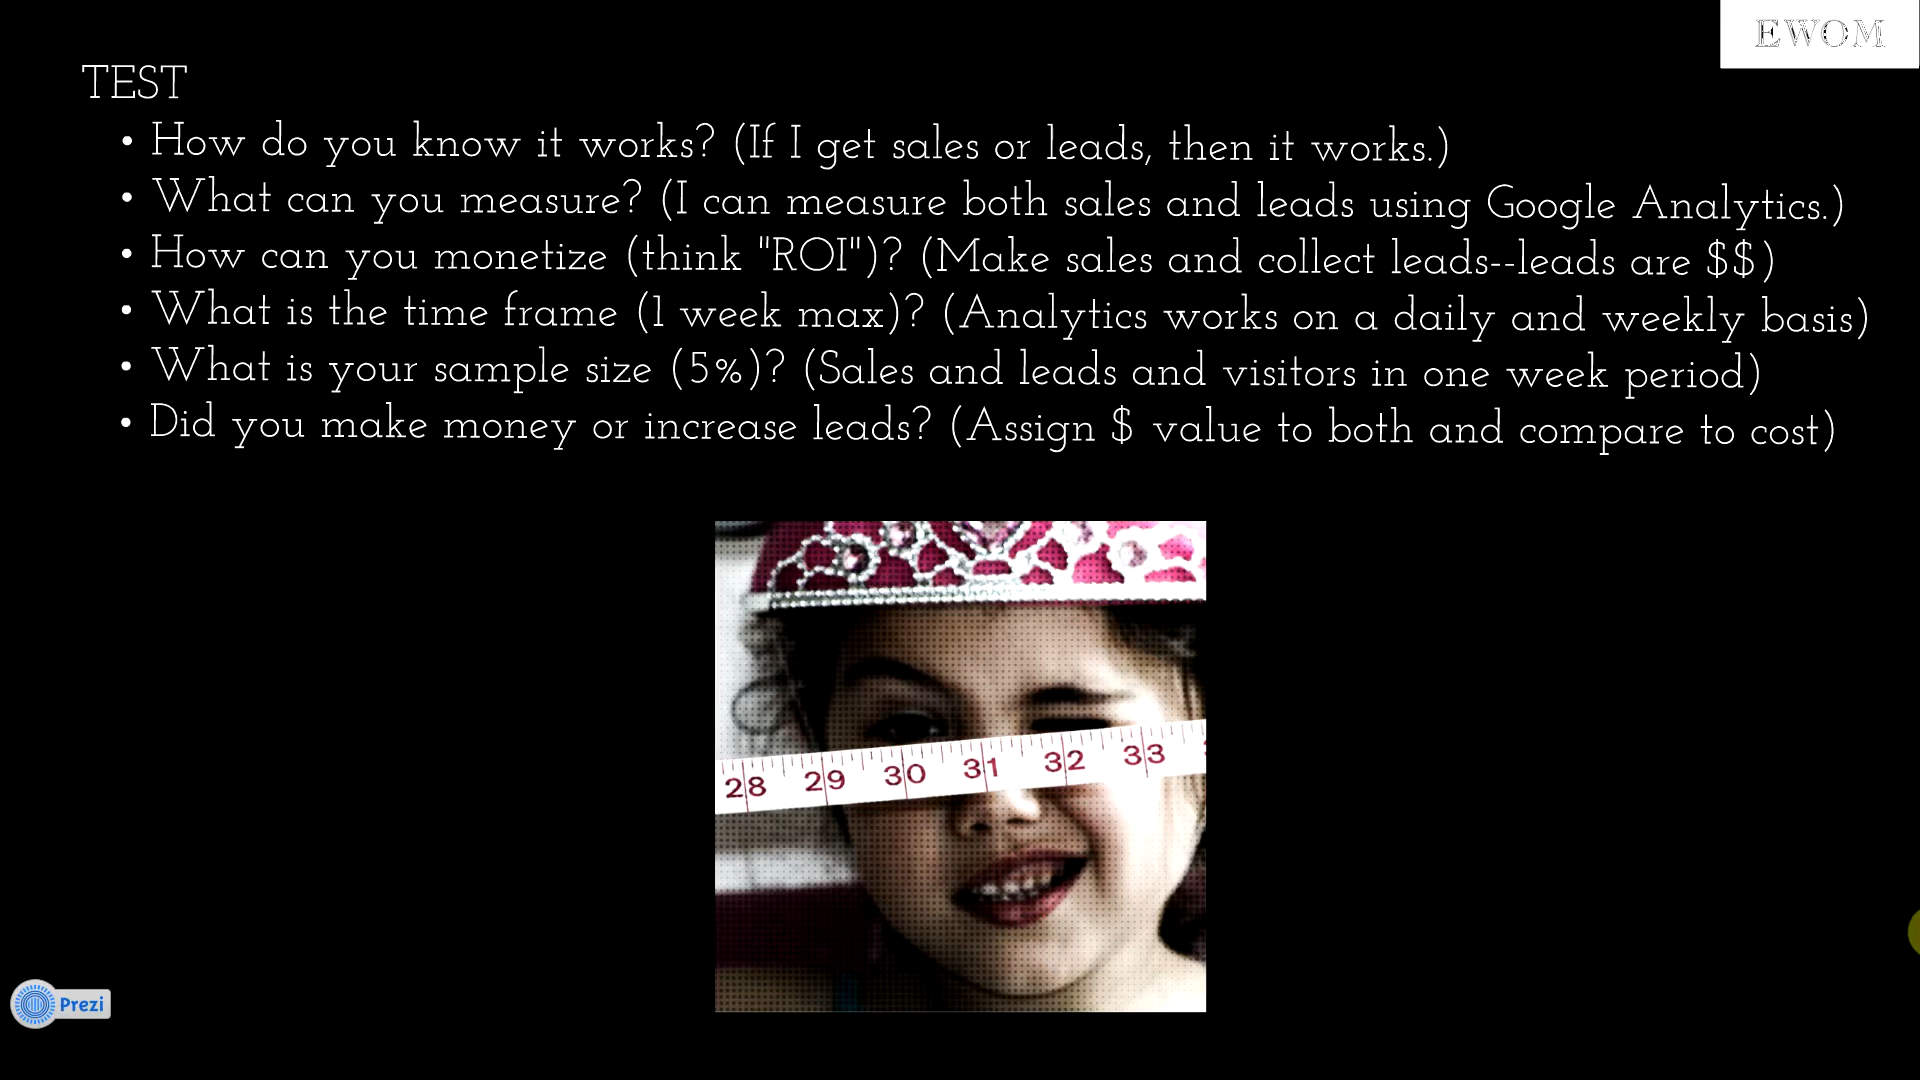 EWOM
TEST
• How do you know it works? (If I get sales or leads, then it works.)
• What can you measure? (I can measure both sales and leads using Google Analytics.)
• How can you monetize (think "ROI")? (Make sales and collect leads--leads are $$)
• What is the time frame (1 week max)? (Analytics works on a daily and weekly basis)
• What is your sample size (5%)? (Sales and leads and visitors in one week period)
• Did you make money or increase leads? (Assign $ value to both and compare to cost)
28 29 30 31 32 33
Prezi